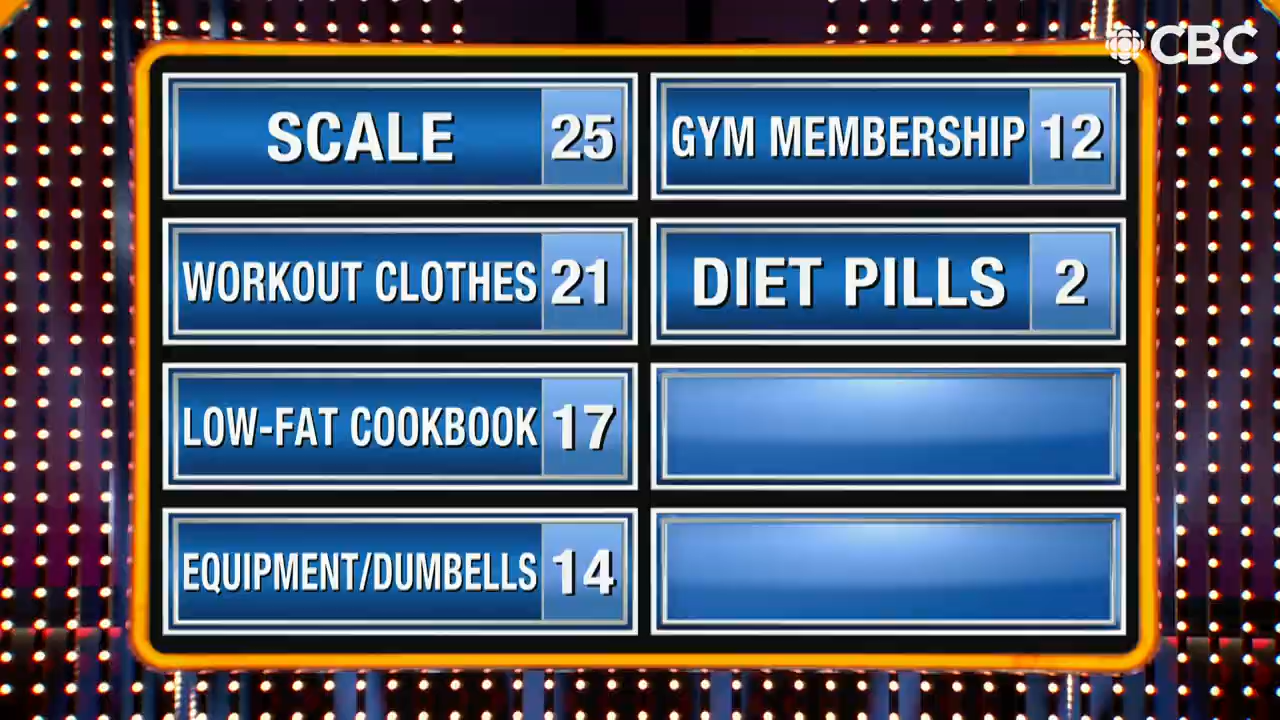 CBC
SCALE 25
WORKOUT CLOTHES 21
LOW-FAT COOKBOOK 17
EQUIPMENT/DUMBELLS 14
GYM MEMBERSHIP 12
DIET PILLS 2